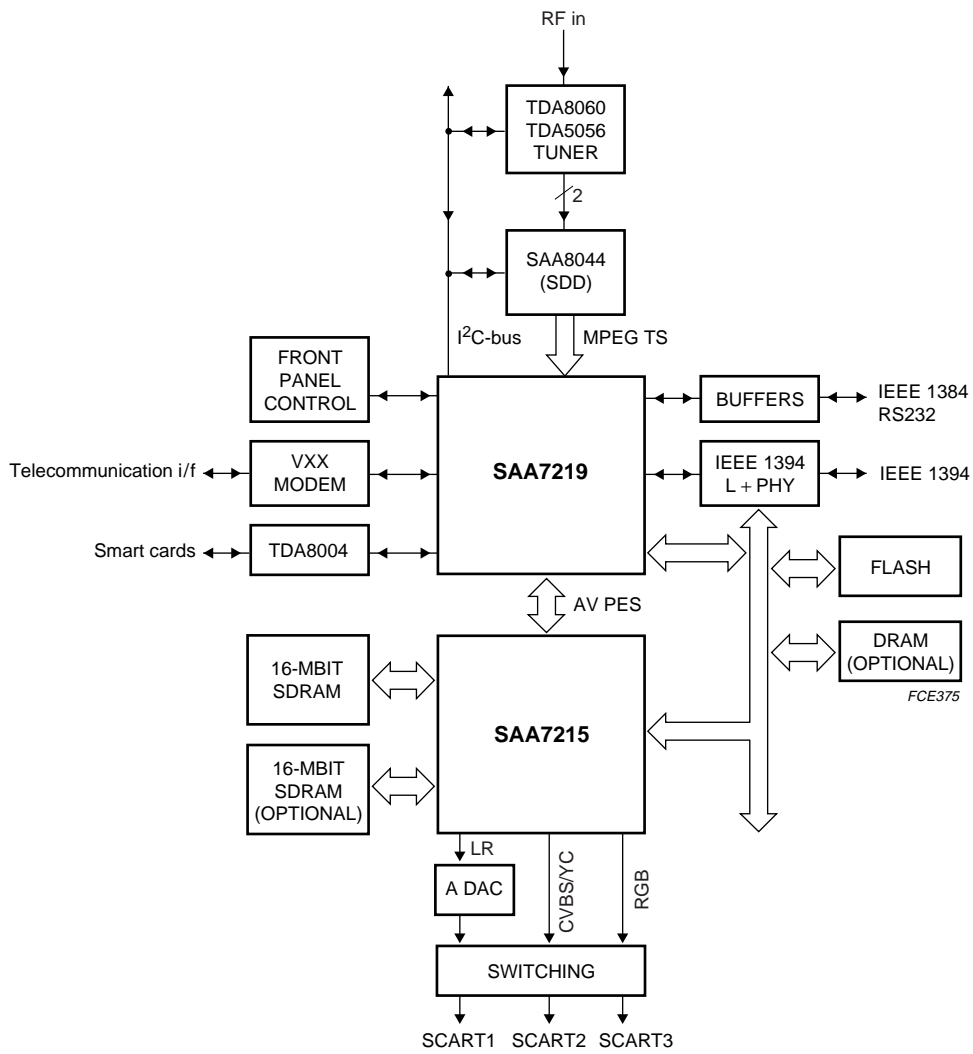 RF in
TDA8060
TDA5056
TUNER
2
SAA8044
(SDD)
I2C-bus
MPEG TS
FRONT
PANEL
CONTROL
BUFFERS
IEEE 1384
RS232
SAA7219
Telecommunication i/f
VXX
MODEM
IEEE 1394
L + PHY
IEEE 1394
Smart cards
TDA8004
FLASH
AV PES
DRAM
(OPTIONAL)
FCE375
16-MBIT
SDRAM
SAA7215
16-MBIT
SDRAM
(OPTIONAL)
LR
CVBS/YC
RGB
A DAC
SWITCHING
SCART1 SCART2 SCART3